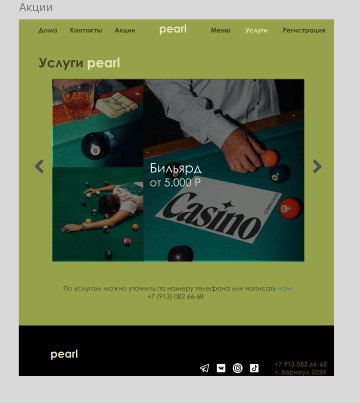 Акции
Дома Контакты Акции pearl Меню Услуги Регистрация
Услуги pearl
Бильярд
от 5.000 Р
Casino
По услугам можно уточнить по номеру телефона или написать нам
+7 (913) 082 66-68
pearl
+7 913 082 66-68
г. Барнаул 2024